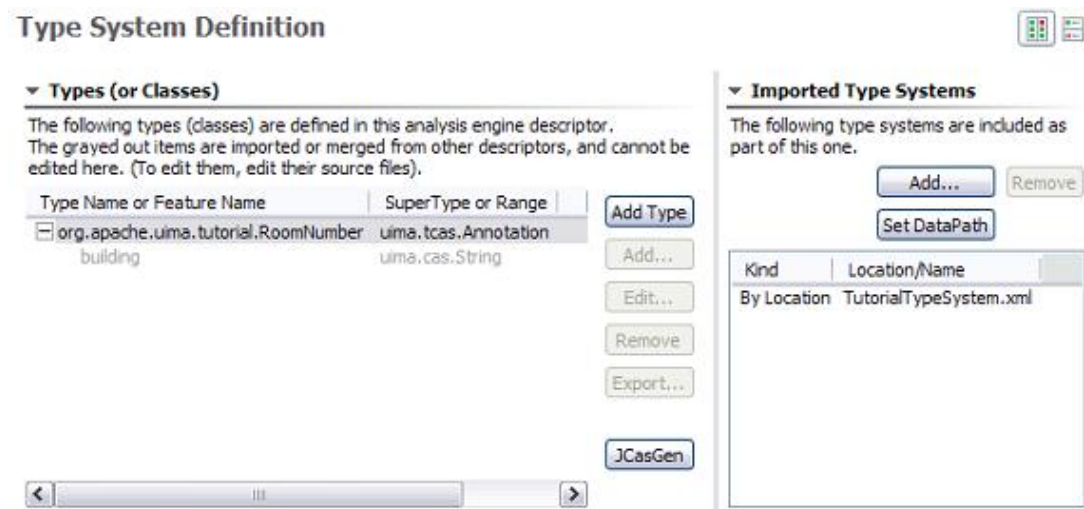 Type System Definition
Types (or Classes)
The following types (classes) are defined in this analysis engine descriptor.
The grayed out items are imported or merged from other descriptors, and cannot be
edited here. (To edit them, edit their source files).
Type Name or Feature Name SuperType or Range
org.apache.uima.tutorial.RoomNumber uima.tcas.Annotation
building uima.cas.String
Add Type
Add...
Edit...
Remove
Export...
JCasGen
Imported Type Systems
The following type systems are included as
part of this one.
Add... Remove
Set DataPath
Kind Location/Name
By Location TutorialTypeSystem.xml